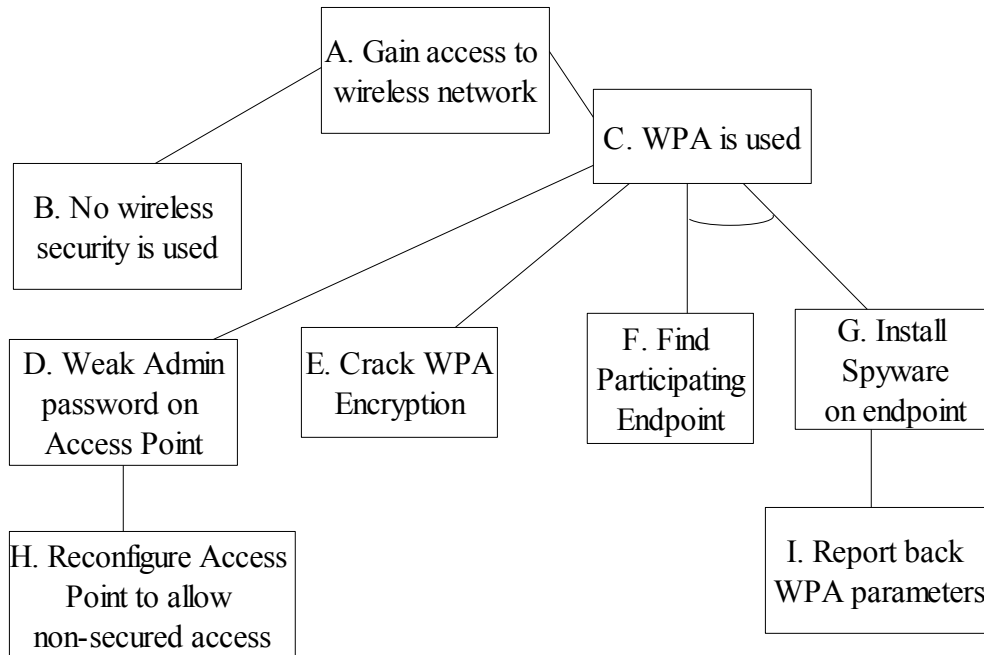 A. Gain access to
wireless network
C. WPA is used
B. No wireless
security is used
D. Weak Admin
password on
Access Point
E. Crack WPA
Encryption
F. Find
Participating
Endpoint
G. Install
Spyware
on endpoint
H. Reconfigure Access
Point to allow
non-secured access
I. Report back
WPA parameters